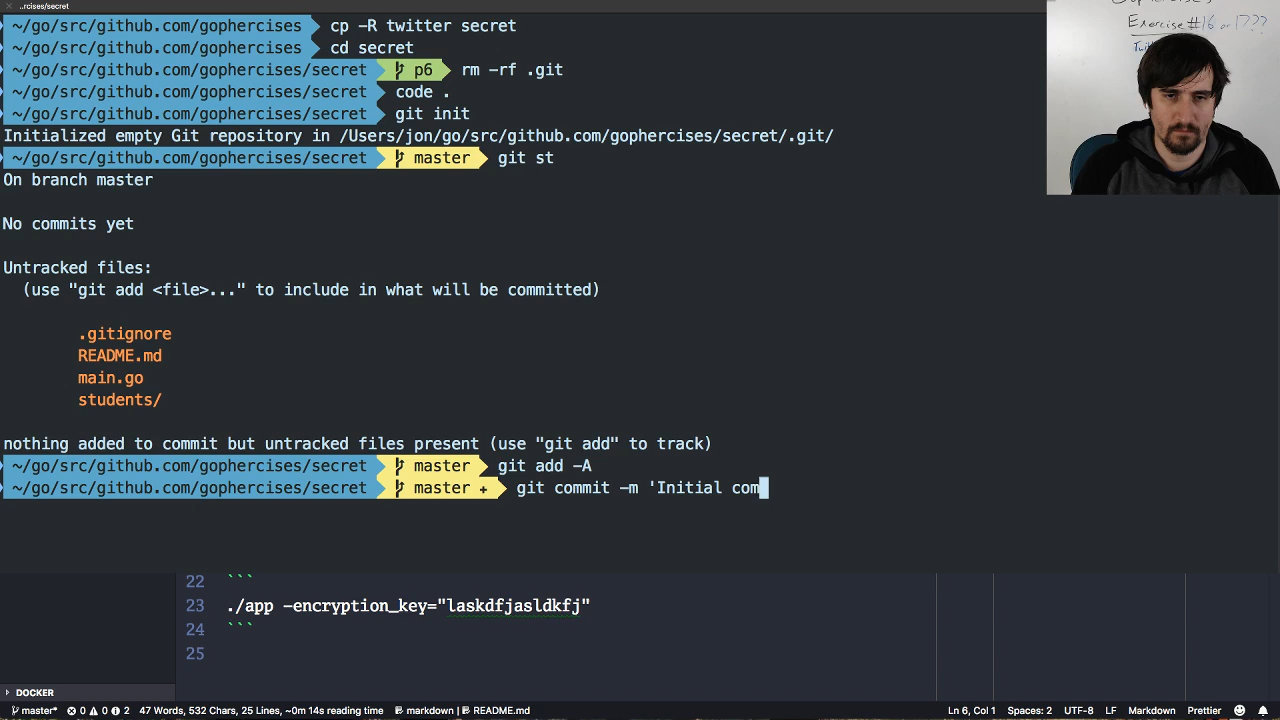 ..rcises/secret
~/go/src/github.com/gophercises cp -R twitter secret
~/go/src/github.com/gophercises cd secret
~/go/src/github.com/gophercises/secret p6 rm -rf .git
~/go/src/github.com/gophercises/secret code .
~/go/src/github.com/gophercises/secret git init
Initialized empty Git repository in /Users/jon/go/src/github.com/gophercises/secret/.git/
~/go/src/github.com/gophercises/secret master git st
On branch master
No commits yet
Untracked files:
(use "git add <file>..." to include in what will be committed)
.gitignore
README.md
main.go
students/
nothing added to commit but untracked files present (use "git add" to track)
~/go/src/github.com/gophercises/secret master git add -A
~/go/src/github.com/gophercises/secret master + git commit -m 'Initial com
Exercise #16 or 17???
22 ```
23 ./app -encryption_key="laskdfjasldkfj"
24 ```
25
DOCKER
master* 0 0 2 47 Words, 532 Chars, 25 Lines, ~0m 14s reading time markdown | README.md Ln 6, Col 1 Spaces: 2 UTF-8 LF Markdown Prettier